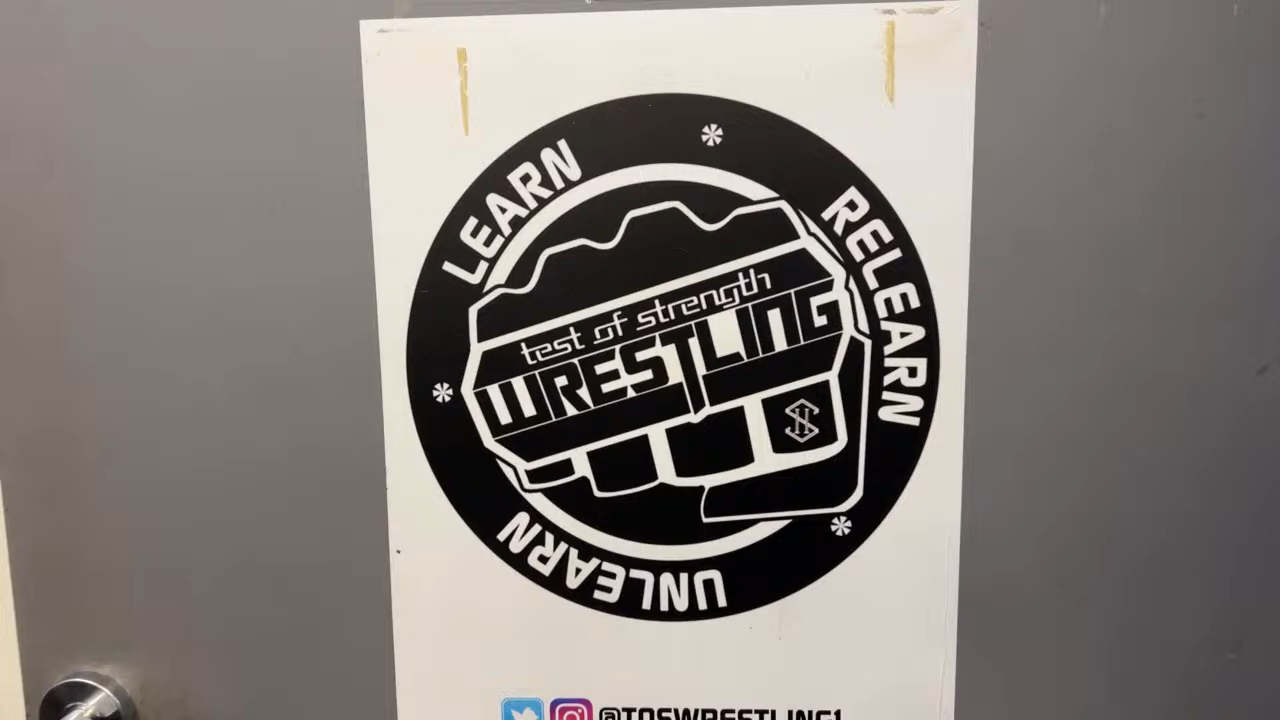 LEARN
RELEARN
UNLEARN
test of strength
WRESTLING
@TOSWRESTLING1